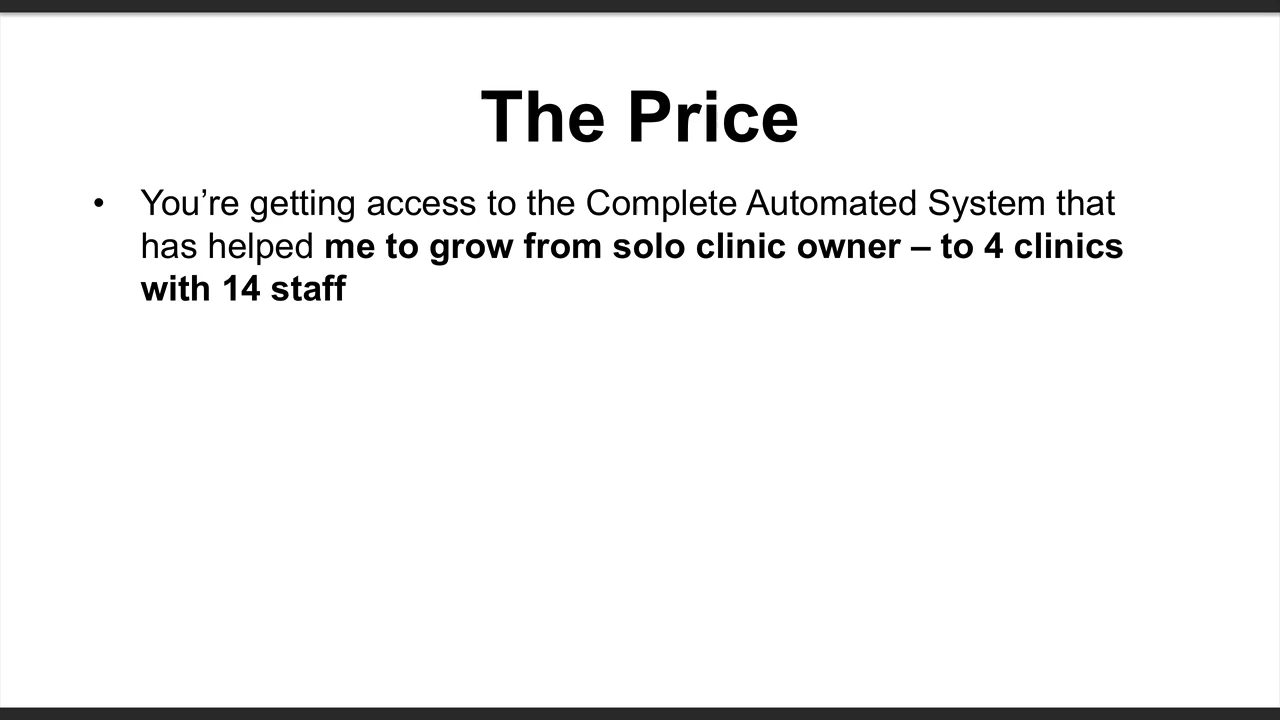 The Price
• You’re getting access to the Complete Automated System that
has helped me to grow from solo clinic owner – to 4 clinics
with 14 staff